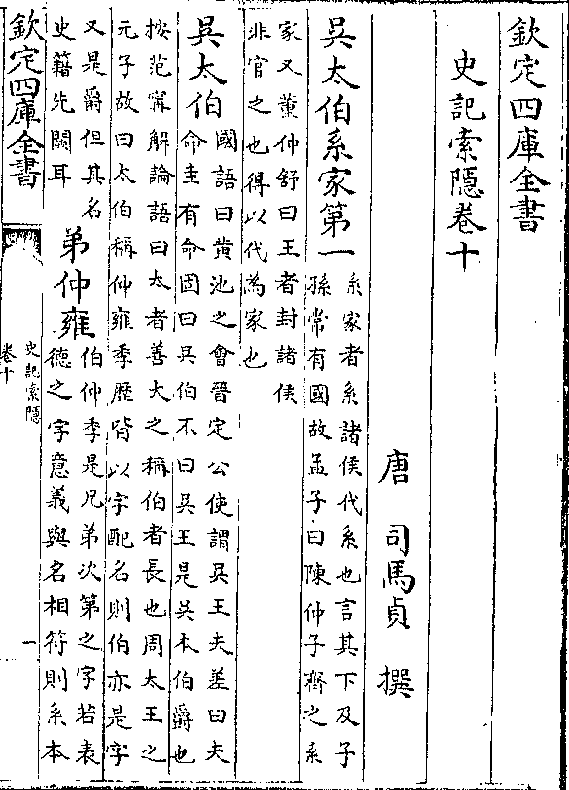 欽定四庫全書
史記索隱卷十
唐 司馬貞 撰
吳太伯系家第一
系家者系諸侯代系也言其下及子
孫常有國故孟子曰陳仲子齊之系
家又董仲舒曰王者封諸侯
非官之也得以代為家也
吳太伯
國語曰黄池之會晉定公使謂吳王夫差曰夫
命圭有命固曰吳伯不曰吳王是吳本伯爵也
按范甯解論語曰太者善大之稱伯者長也周太王之
元子故曰太伯稱仲雍季歷皆以字配名則伯亦是字
又是爵但其名
史籍先闕耳
弟仲雍
伯仲季是兄弟次第之字若表
德之字意義與名相符則系本
欽定四庫全書
史記索隱
卷十
一